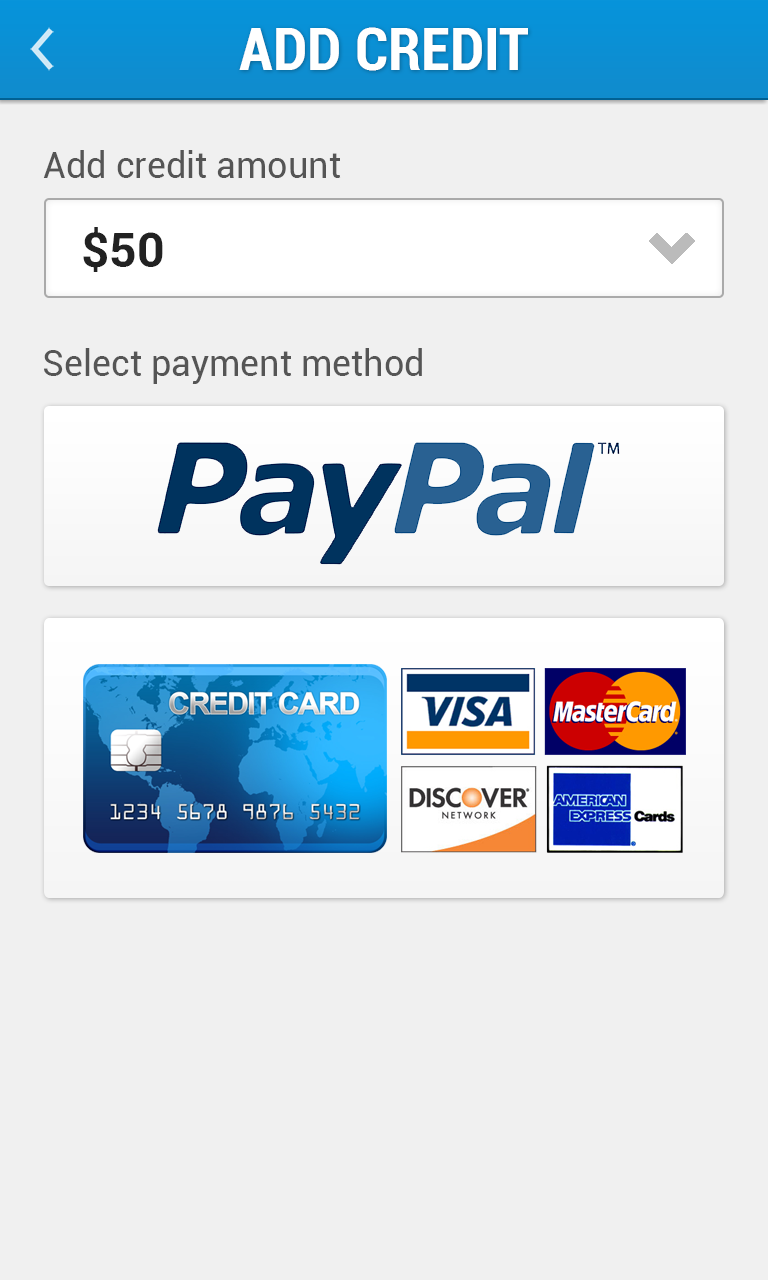 ADD CREDIT
Add credit amount
$50
Select payment method
PayPal™
CREDIT CARD
1234 5678 9876 5432
VISA
MasterCard
DISCOVER
NETWORK
AMERICAN
EXPRESS Cards